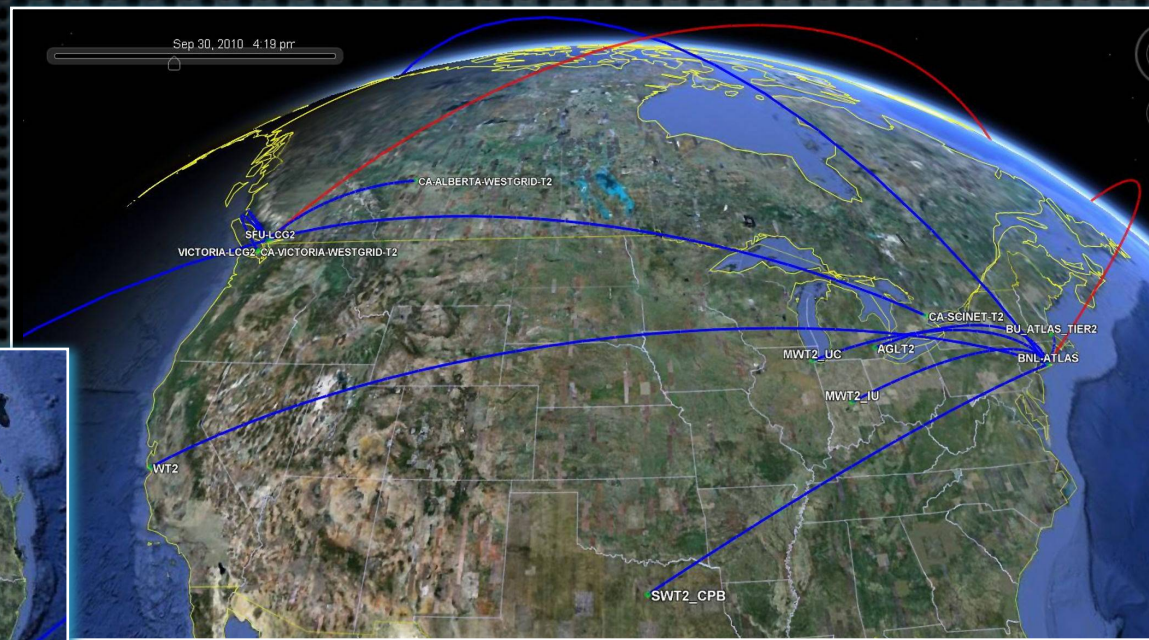 Sep 30, 2010 4:19 pm
CA-ALBERTA-WESTGRID-T2
SFU-LCG2
VICTORIA-LCG2 CA-VICTORIA-WESTGRID-T2
CA-SCINET-T2
BU_ATLAS_TIER2
MWT2_UC
AGLT2
BNL-ATLAS
MWT2_IU
WT2
SWT2_CPB